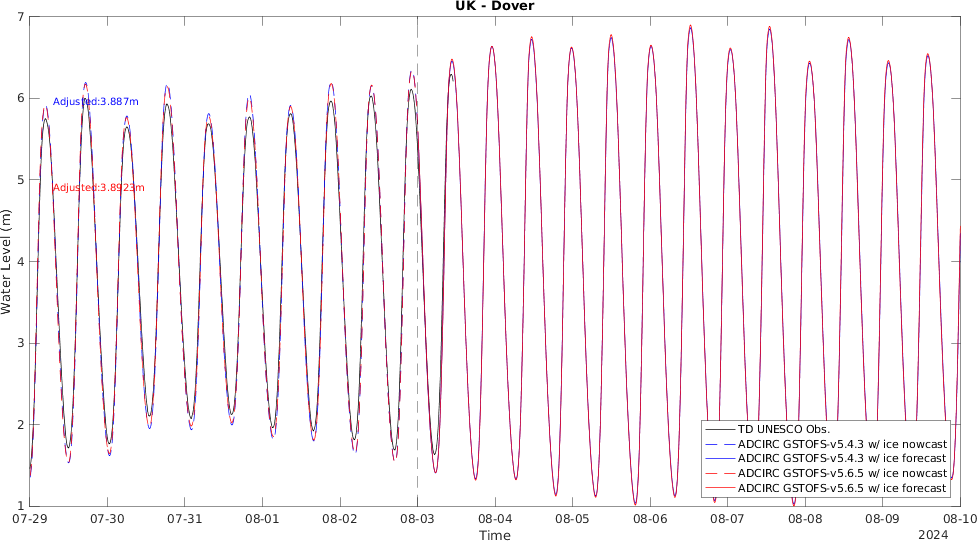 UK - Dover
7
6
5
4
3
2
1
Water Level (m)
Adjusted:3.887m
Adjusted:3.8923m
TD UNESCO Obs.
ADCIRC GSTOFS-v5.4.3 w/ ice nowcast
ADCIRC GSTOFS-v5.4.3 w/ ice forecast
ADCIRC GSTOFS-v5.6.5 w/ ice nowcast
ADCIRC GSTOFS-v5.6.5 w/ ice forecast
07-29 07-30 07-31 08-01 08-02 08-03 08-04 08-05 08-06 08-07 08-08 08-09 08-10
Time
2024